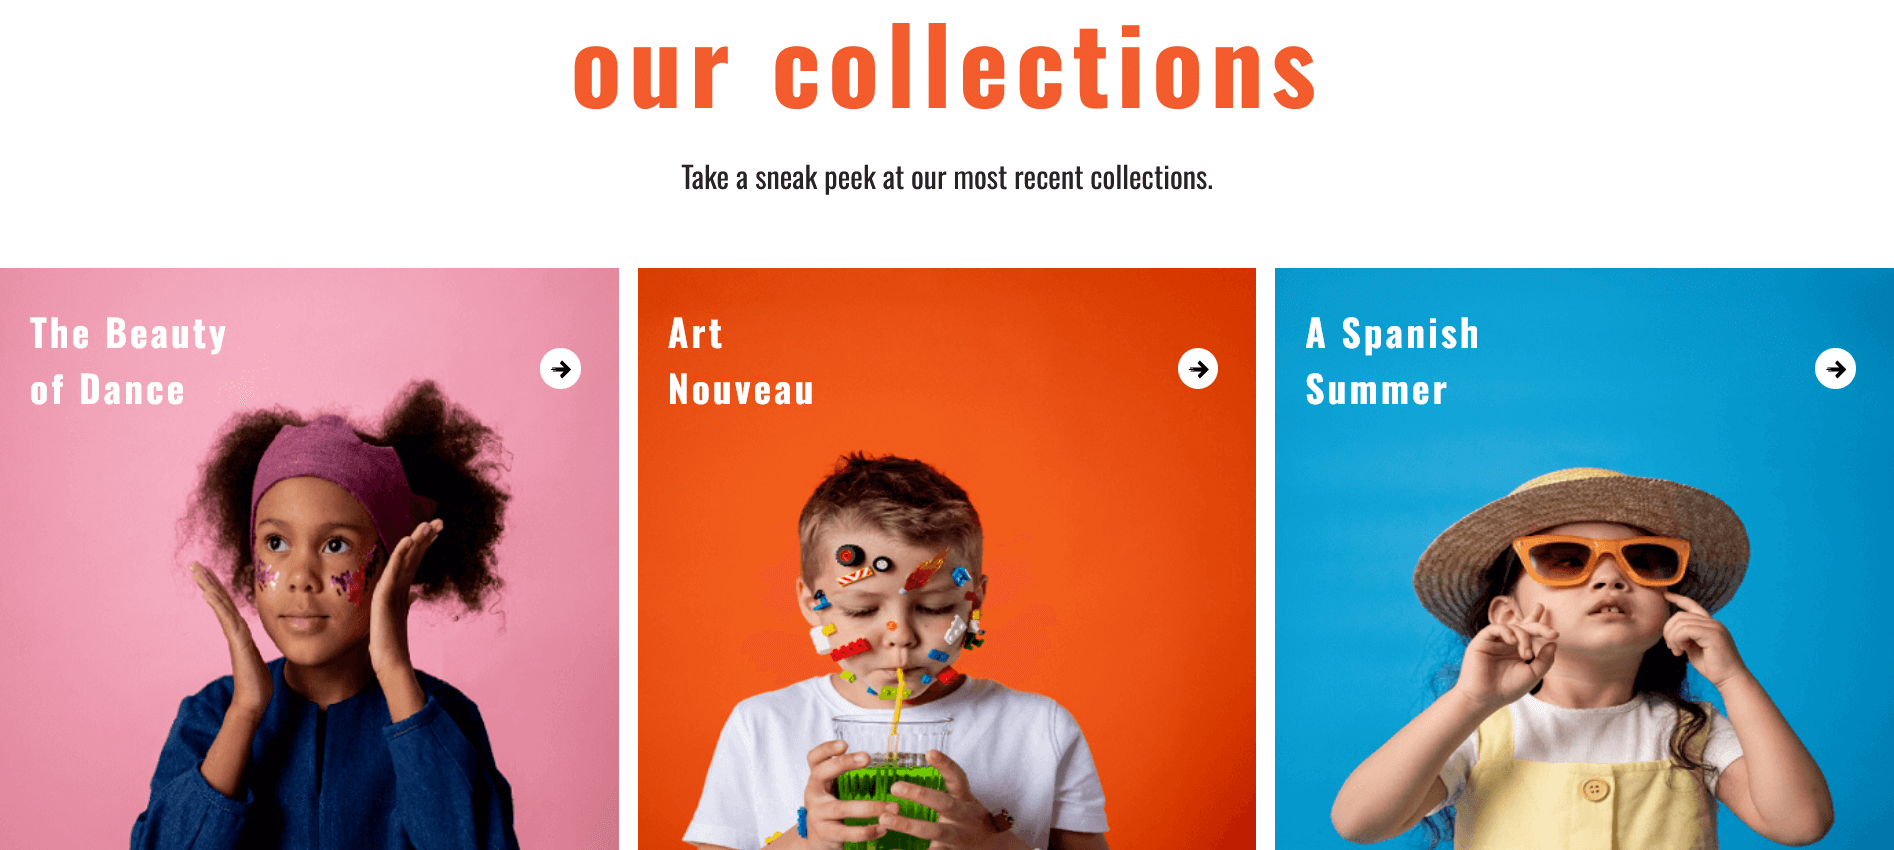 our collections
Take a sneak peek at our most recent collections.
The Beauty
of Dance
Art
Nouveau
A Spanish
Summer